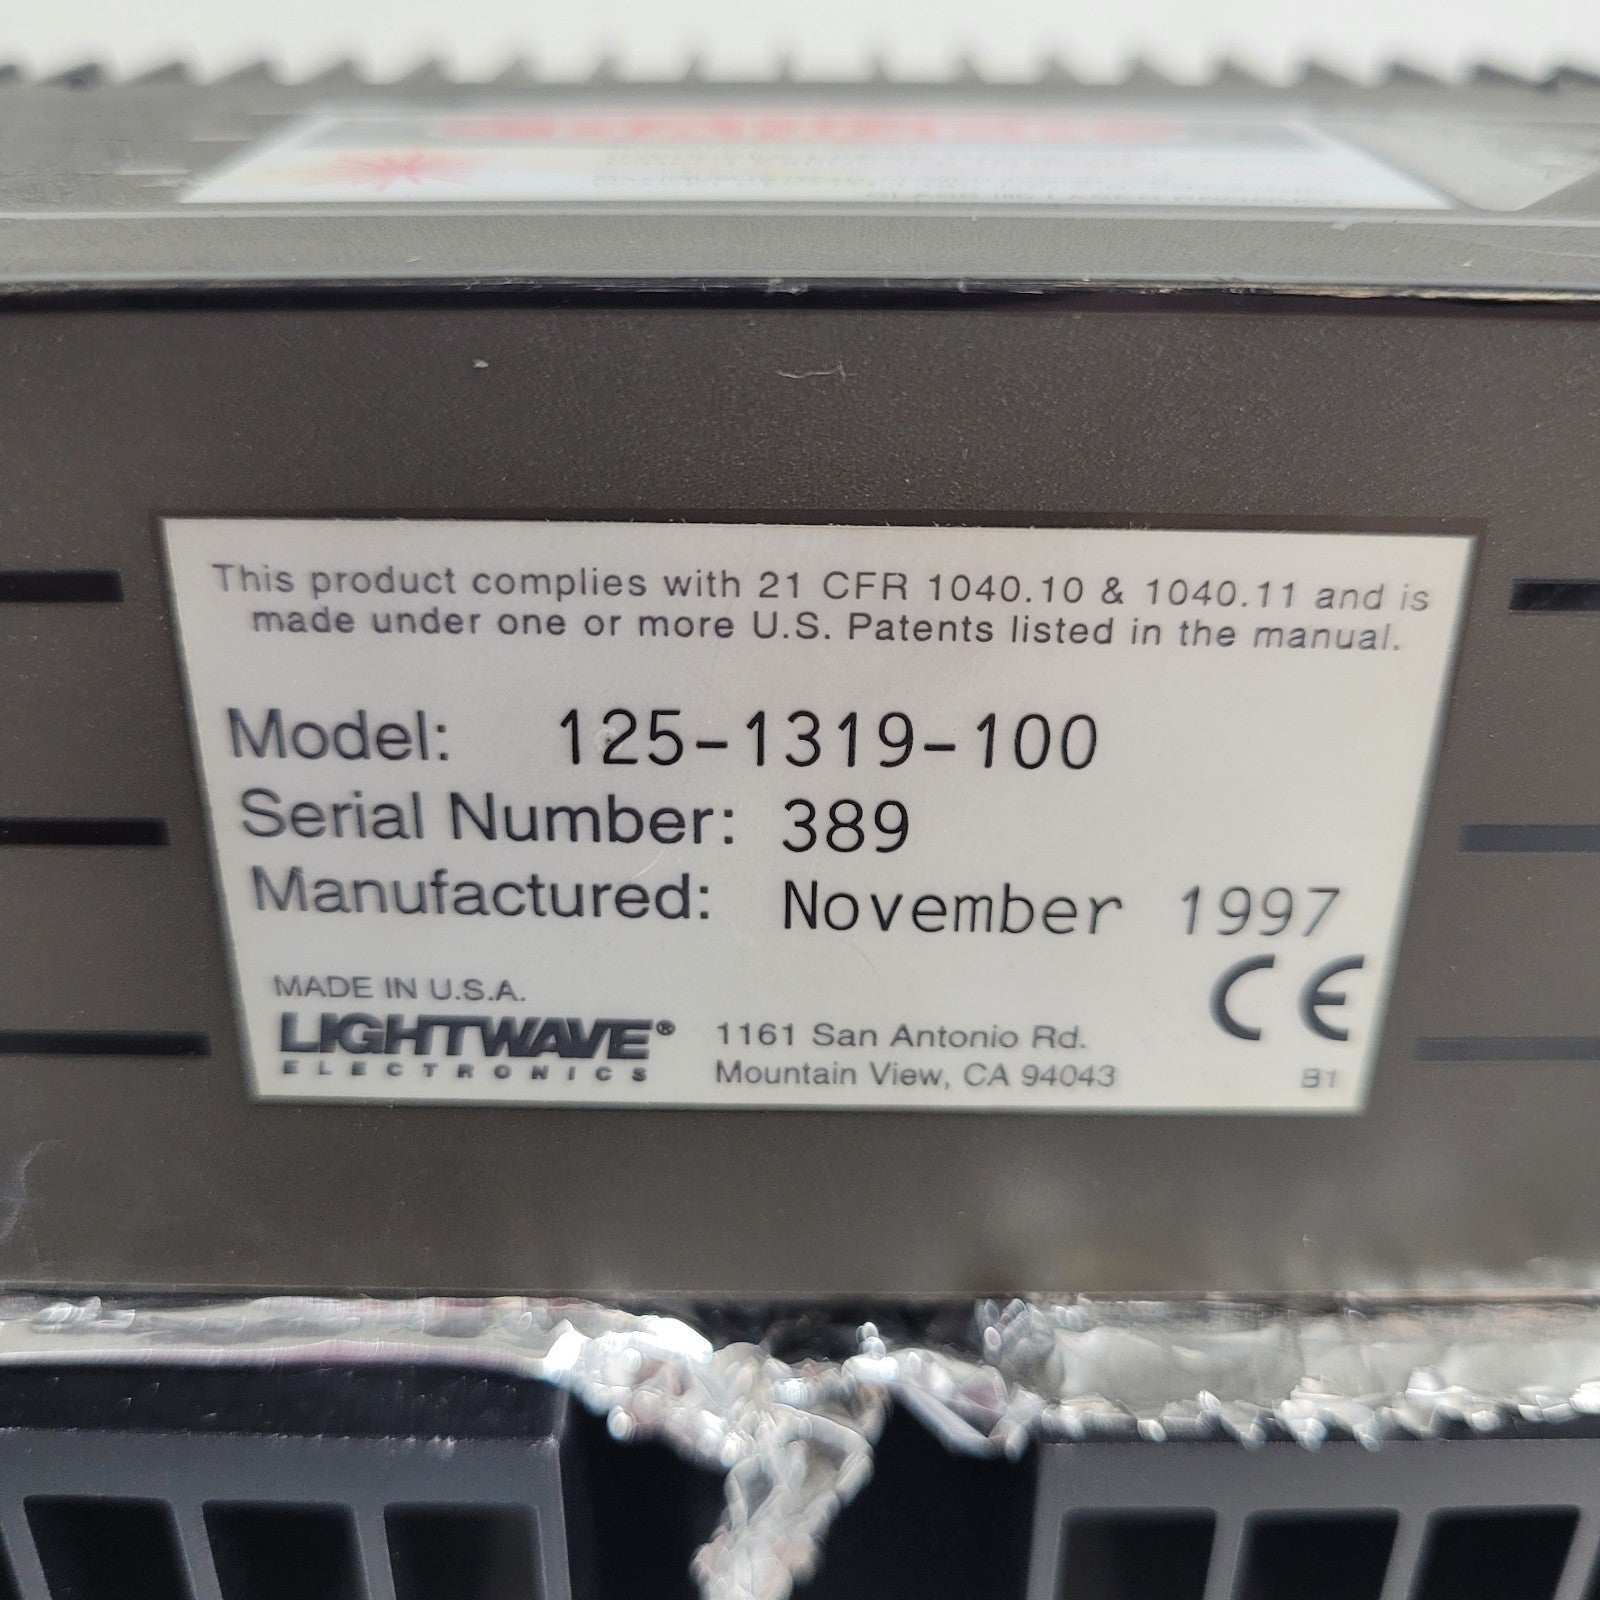 This product complies with 21 CFR 1040.10 & 1040.11 and is
made under one or more U.S. Patents listed in the manual.
Model: 125-1319-100
Serial Number: 389
Manufactured: November 1997
CE
MADE IN U.S.A.
LIGHTWAVE®
ELECTRONICS
1161 San Antonio Rd.
Mountain View, CA 94043
B1